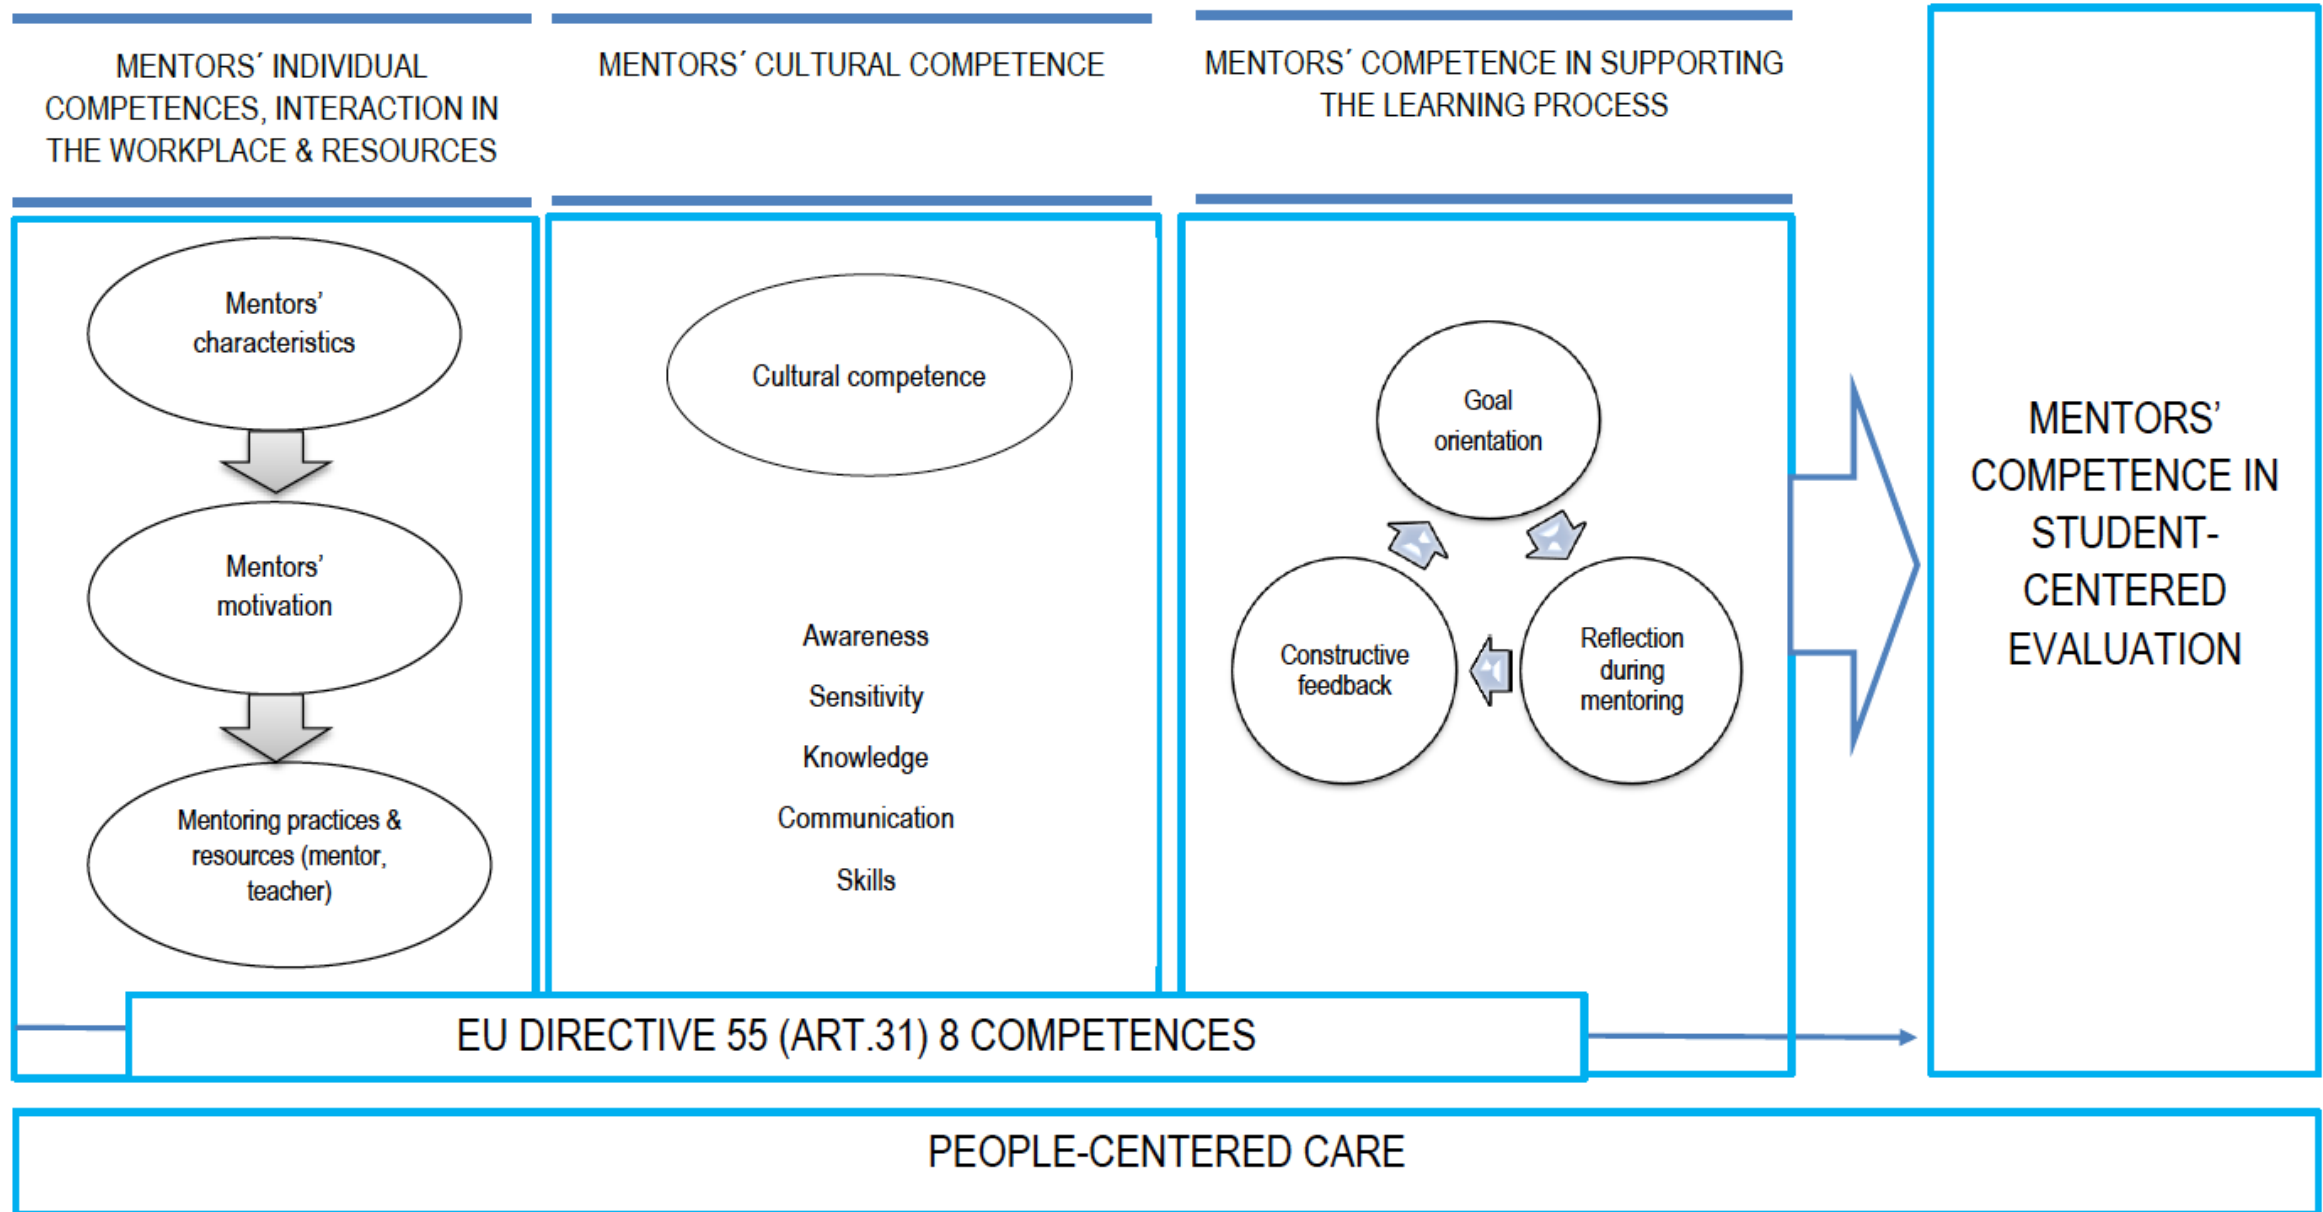 MENTORS´ INDIVIDUAL
COMPETENCES, INTERACTION IN
THE WORKPLACE & RESOURCES
MENTORS´ CULTURAL COMPETENCE
MENTORS´ COMPETENCE IN SUPPORTING
THE LEARNING PROCESS
Mentors’
characteristics
Mentors’
motivation
Mentoring practices &
resources (mentor,
teacher)
Cultural competence
Awareness
Sensitivity
Knowledge
Communication
Skills
Goal
orientation
Reflection
during
mentoring
Constructive
feedback
MENTORS’
COMPETENCE IN
STUDENT-
CENTERED
EVALUATION
EU DIRECTIVE 55 (ART.31) 8 COMPETENCES
PEOPLE-CENTERED CARE